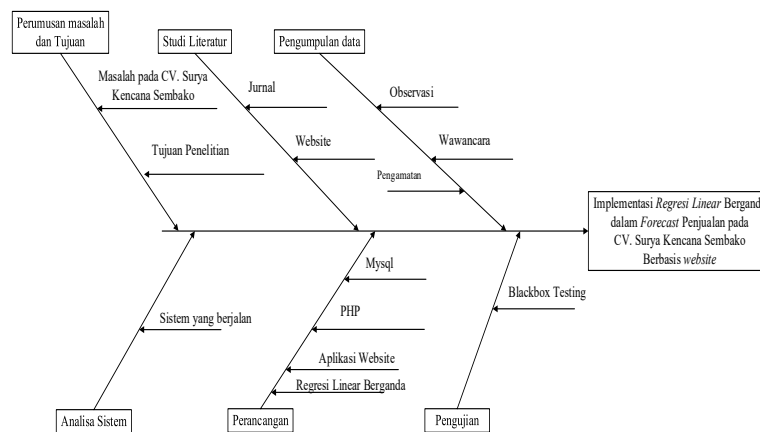 Perumusan masalah
dan Tujuan
Studi Literatur
Pengumpulan data
Masalah pada CV. Surya
Kencana Sembako
Jurnal
Observasi
Tujuan Penelitian
Website
Wawancara
Pengamatan
Implementasi Regresi Linear Bergand
dalam Forecast Penjualan pada
CV. Surya Kencana Sembako
Berbasis website
Mysql
Blackbox Testing
Sistem yang berjalan
PHP
Aplikasi Website
Regresi Linear Berganda
Analisa Sistem
Perancangan
Pengujian